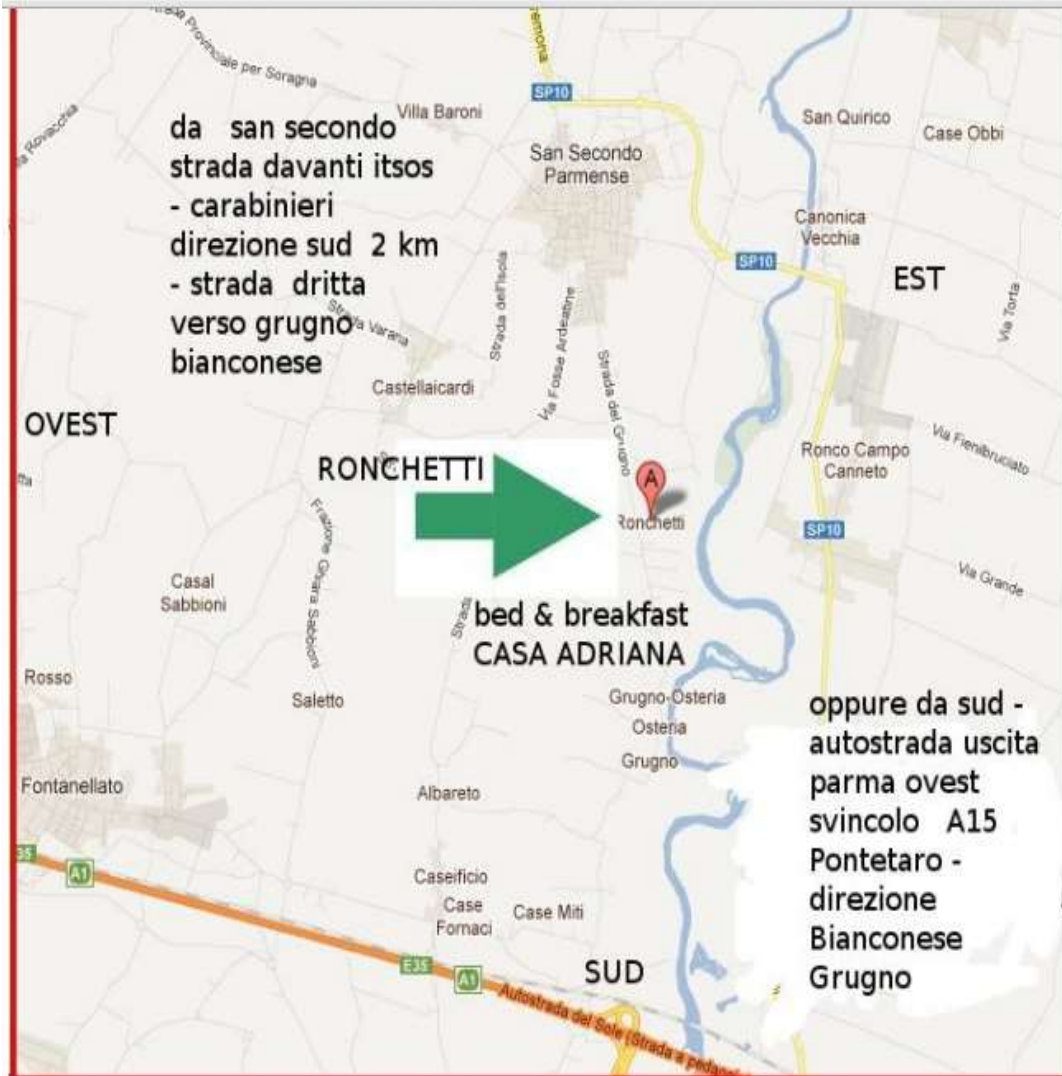 Provinciale per Soragna
SP10
Villa Baroni
San Quirico
Case Obbi
da san secondo
strada davanti itsos
- carabinieri
direzione sud 2 km
- strada dritta
verso grugno
bianconese
San Secondo
Parmense
Canonica
Vecchia
SP10
EST
Via Torta
Strada Varana
Strada dell'Isola
Via Fosse Ardeatine
Strada del Grugno
Castellaicardi
OVEST
RONCHETTI
A
Ronchetti
Ronco Campo
Canneto
Via Fienilbruciato
SP10
Via Grande
Frazione Ghiara Sabbioni
Casal
Sabbioni
Strada
bed & breakfast
CASA ADRIANA
Rosso
Saletto
Grugno-Osteria
Osteria
Grugno
oppure da sud -
autostrada uscita
parma ovest
svincolo A15
Pontetaro -
direzione
Bianconese
Grugno
Fontanellato
Albareto
A1
Caseificio
Case
Fornaci
Case Miti
E35
A1
SUD
Autostrada del Sole (Strada a